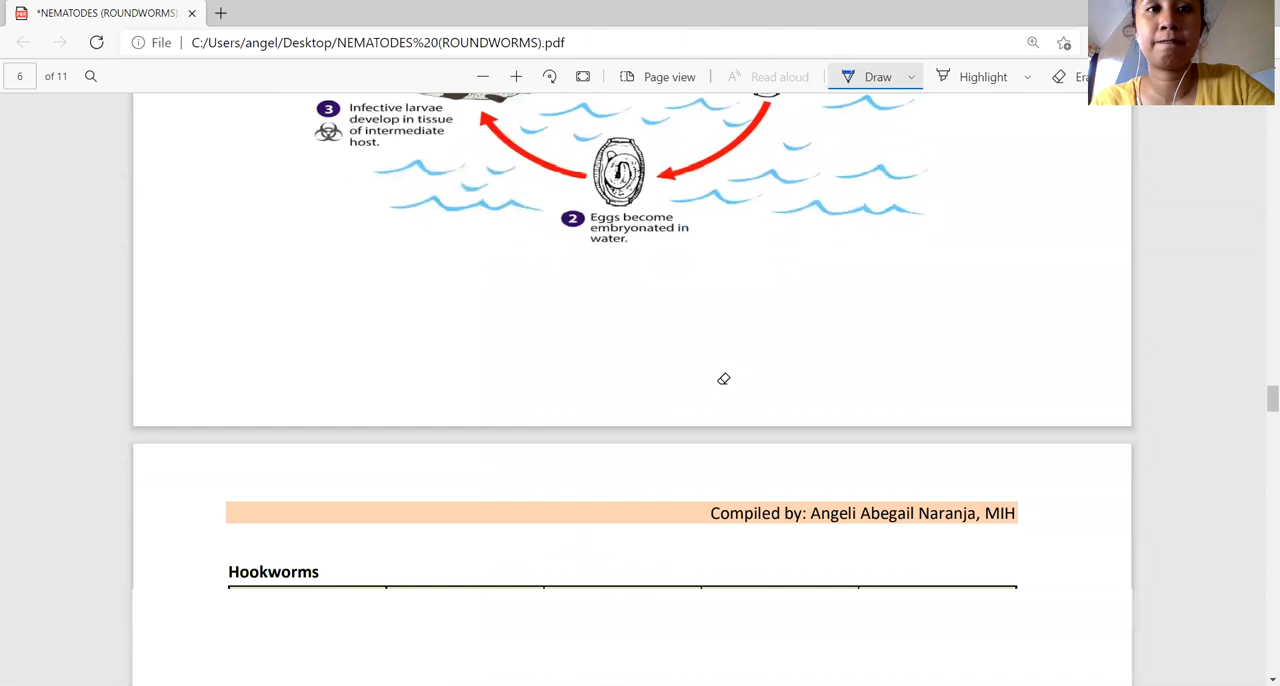 *NEMATODES (ROUNDWORMS)
File
C:/Users/angel/Desktop/NEMATODES%20(ROUNDWORMS).pdf
6 of 11
Page view
Read aloud
Draw
Highlight
Era
3 Infective larvae
develop in tissue
of intermediate
host.
2 Eggs become
embryonated in
water.
Compiled by: Angeli Abegail Naranja, MIH
Hookworms